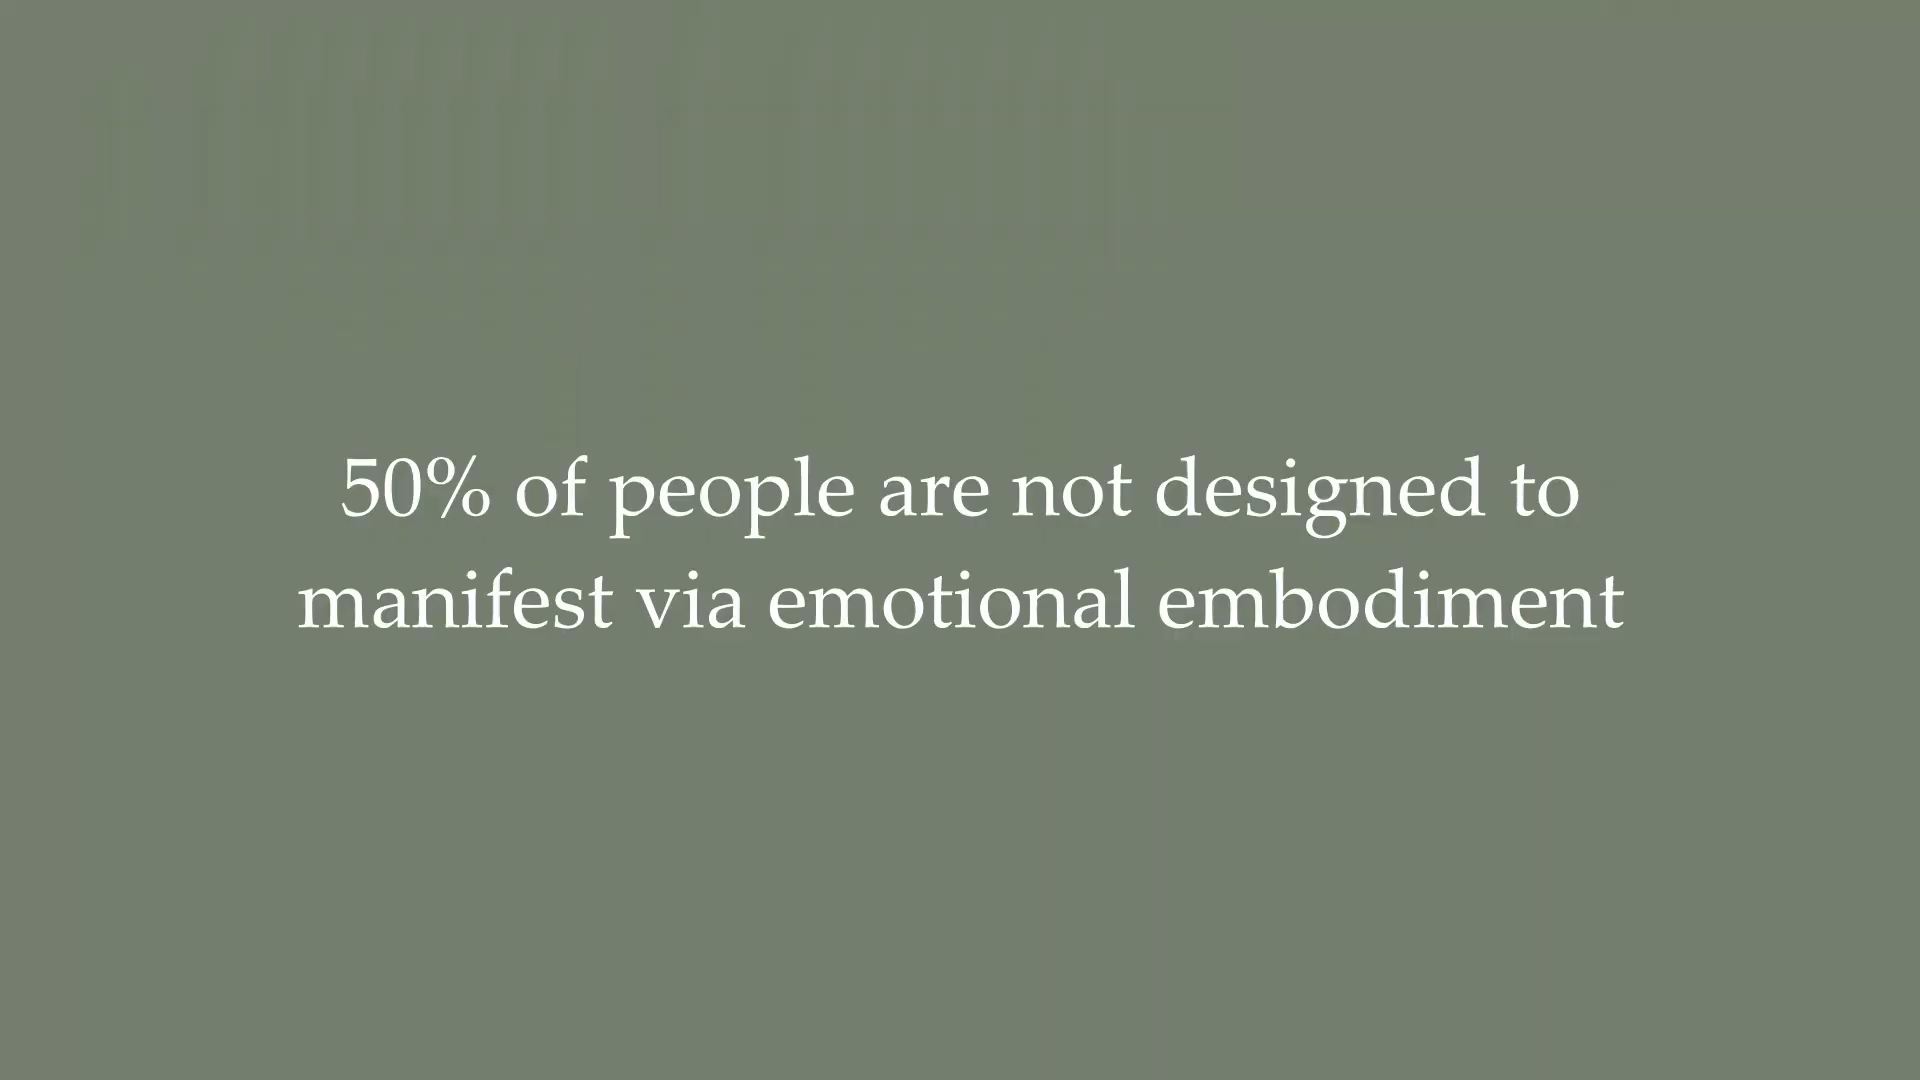 50% of people are not designed to
manifest via emotional embodiment